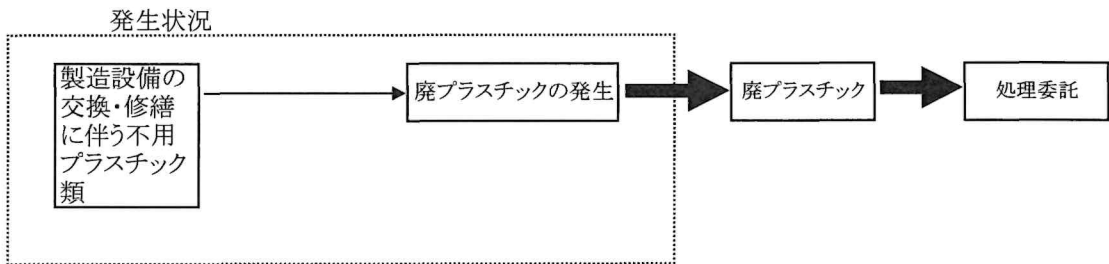 発生状況
製造設備の
交換・修繕
に伴う不用
プラスチック
類
廃プラスチックの発生
廃プラスチック
処理委託